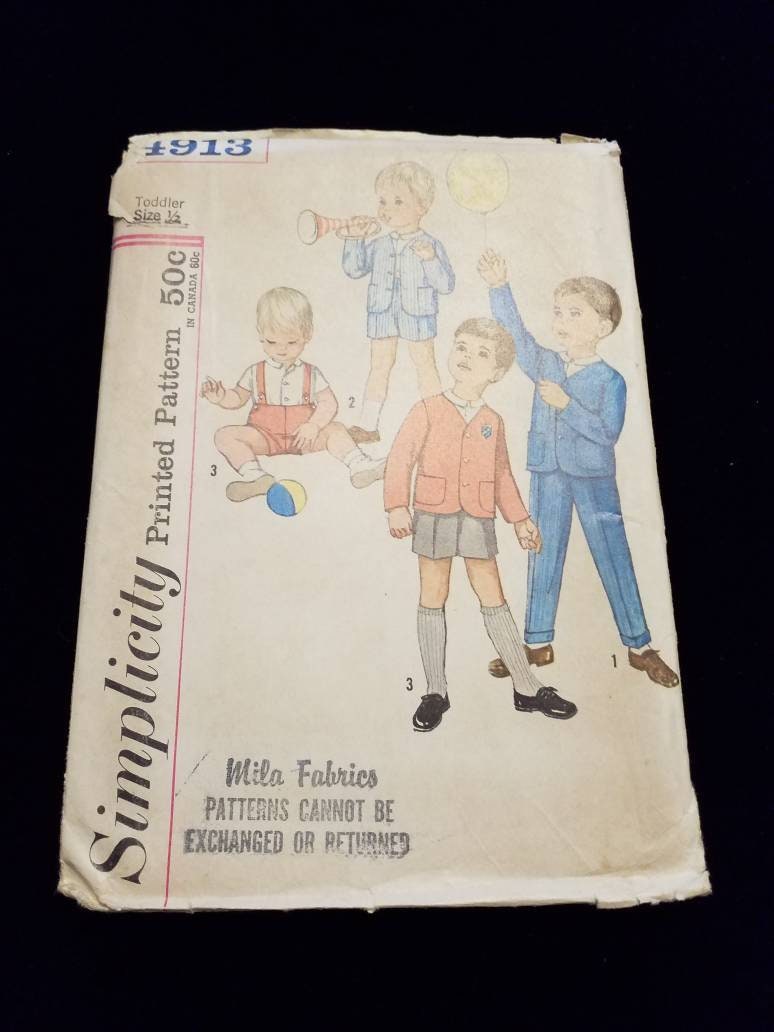 4913
Toddler
Size ½
Simplicity Printed Pattern 50c
IN CANADA 60c
2
3
3
1
Mila Fabrics
PATTERNS CANNOT BE
EXCHANGED OR RETURNED